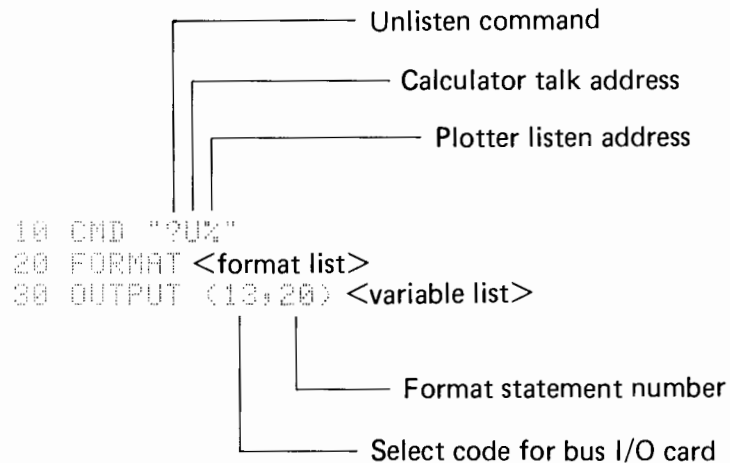 Unlisten command
Calculator talk address
Plotter listen address
10 CMD "?U%"
20 FORMAT <format list>
30 OUTPUT (13,20) <variable list>
Format statement number
Select code for bus I/O card